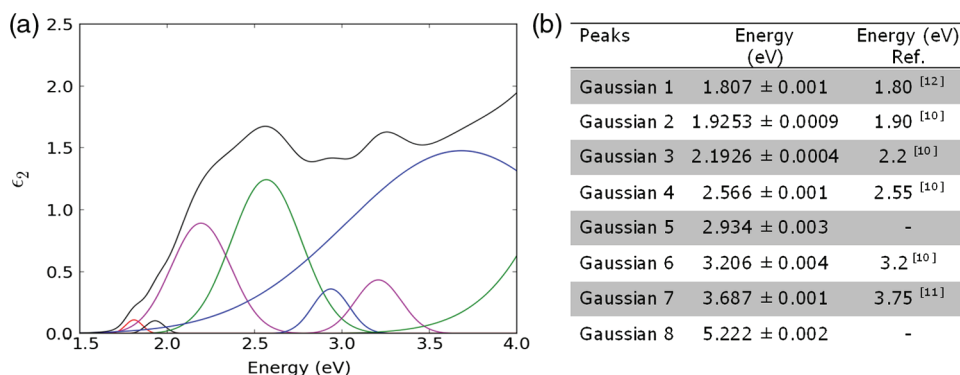 (a)
2.5
2.0
1.5
1.0
0.5
0.0
ϵ2
1.5 2.0 2.5 3.0 3.5 4.0
Energy (eV)
(b)
Peaks Energy (eV) Energy (eV) Ref.
Gaussian 1 1.807 ± 0.001 1.80 [12]
Gaussian 2 1.9253 ± 0.0009 1.90 [10]
Gaussian 3 2.1926 ± 0.0004 2.2 [10]
Gaussian 4 2.566 ± 0.001 2.55 [10]
Gaussian 5 2.934 ± 0.003 -
Gaussian 6 3.206 ± 0.004 3.2 [10]
Gaussian 7 3.687 ± 0.001 3.75 [11]
Gaussian 8 5.222 ± 0.002 -